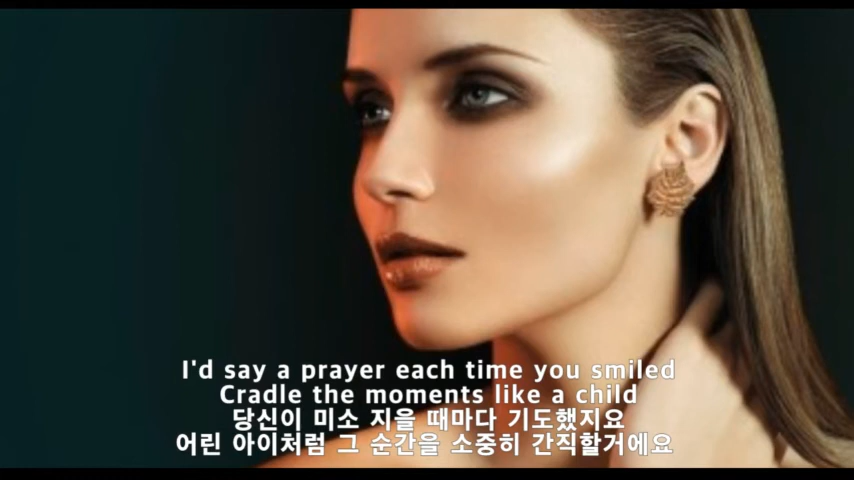 I'd say a prayer each time you smiled
Cradle the moments like a child
당신이 미소 지을 때마다 기도했지요
어린 아이처럼 그 순간을 소중히 간직할거에요